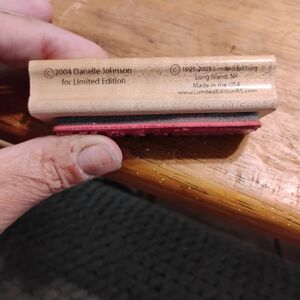 ©2004 Danelle Johnson
for Limited Edition
© 1995-2005 Limited Edition
Long Island, NY
Made in the USA
www.LimitedEditionRS.com